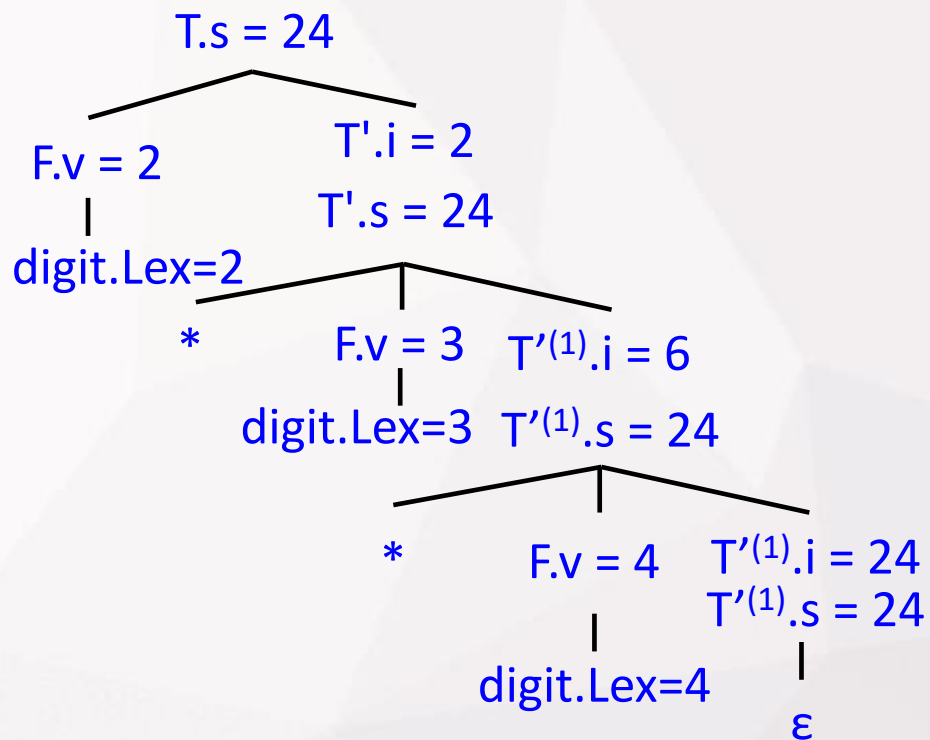 T.s = 24
F.v = 2
T'.i = 2
T'.s = 24
digit.Lex=2
*
F.v = 3
T’⁽¹⁾.i = 6
digit.Lex=3
T’⁽¹⁾.s = 24
*
F.v = 4
T’⁽¹⁾.i = 24
T’⁽¹⁾.s = 24
digit.Lex=4
ε